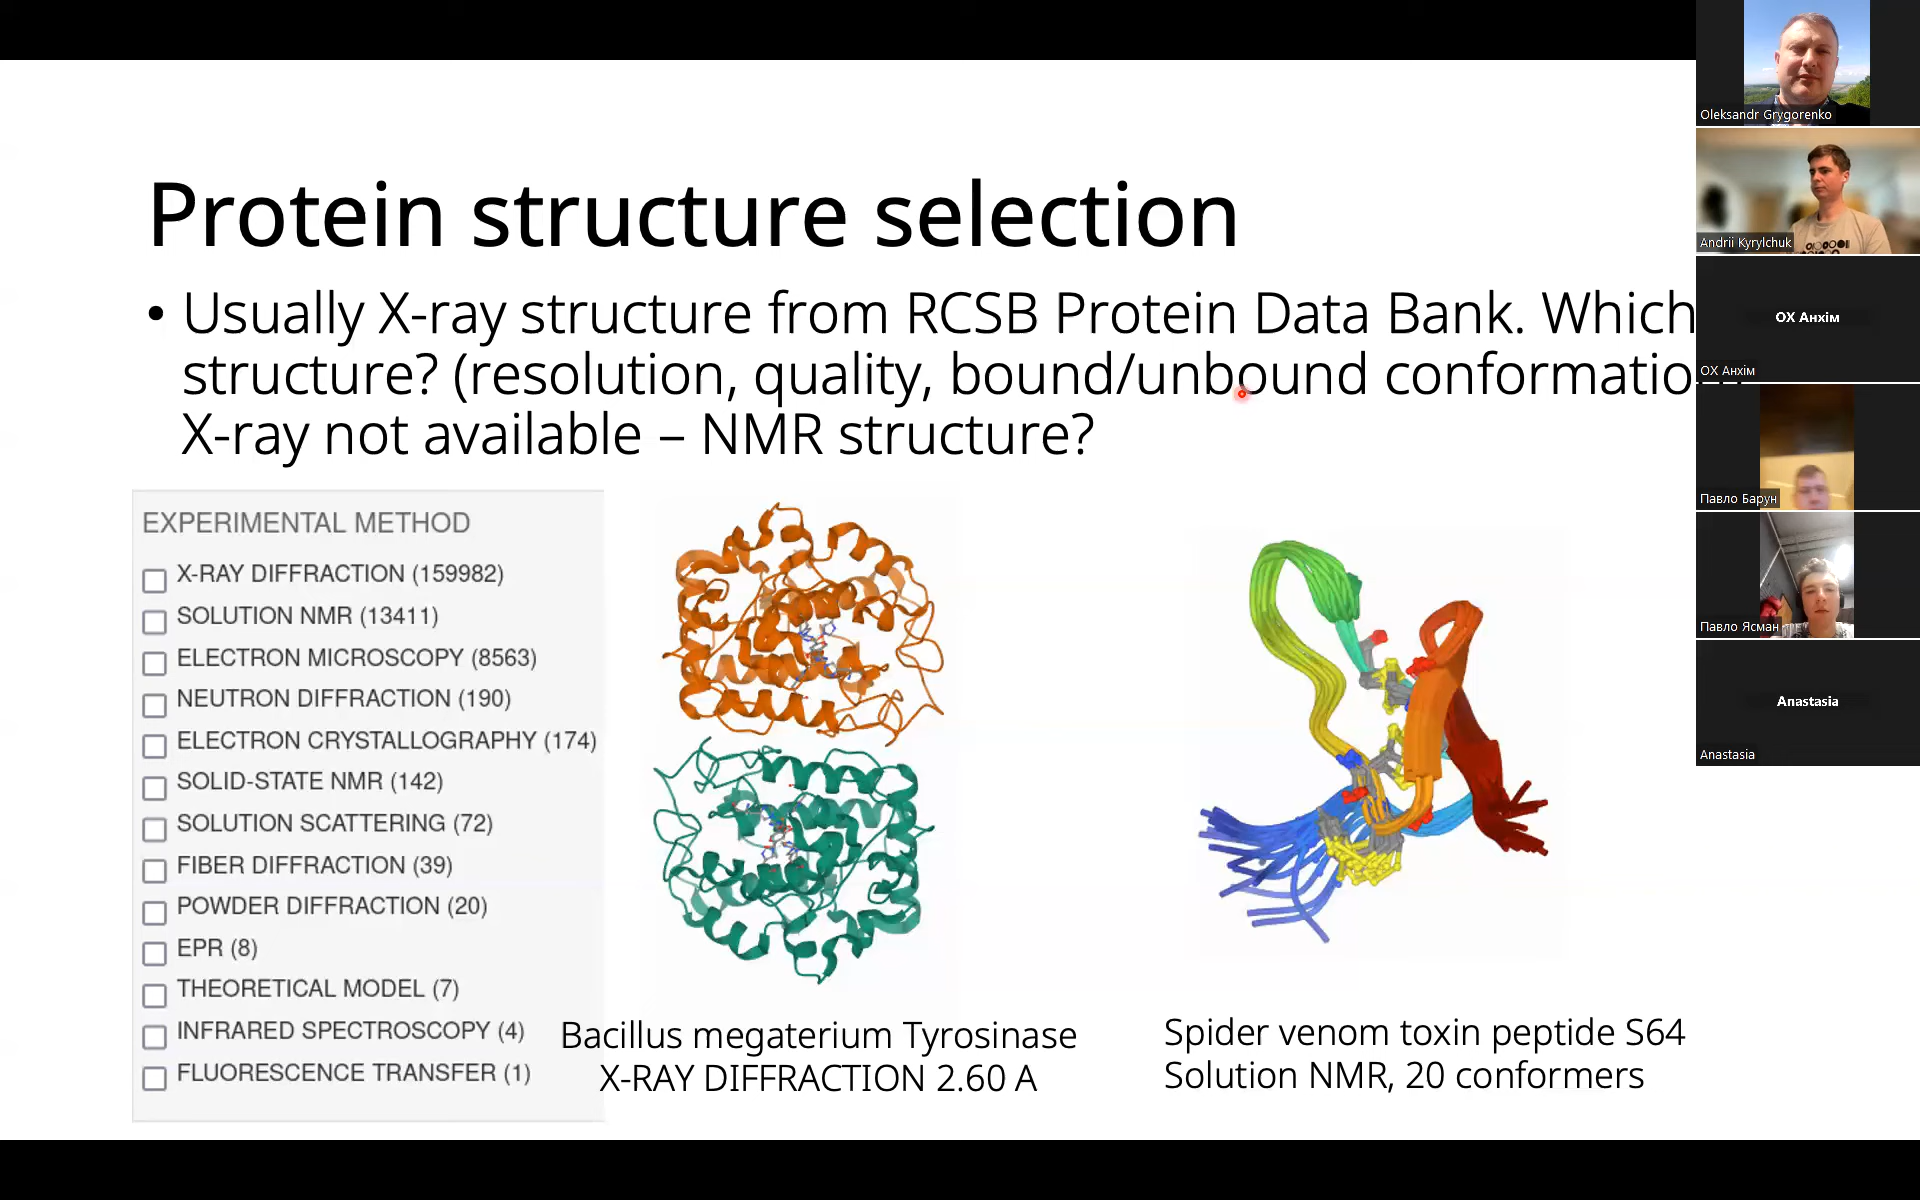 Protein structure selection
• Usually X-ray structure from RCSB Protein Data Bank. Which
structure? (resolution, quality, bound/unbound conformation
X-ray not available – NMR structure?
EXPERIMENTAL METHOD
X-RAY DIFFRACTION (159982)
SOLUTION NMR (13411)
ELECTRON MICROSCOPY (8563)
NEUTRON DIFFRACTION (190)
ELECTRON CRYSTALLOGRAPHY (174)
SOLID-STATE NMR (142)
SOLUTION SCATTERING (72)
FIBER DIFFRACTION (39)
POWDER DIFFRACTION (20)
EPR (8)
THEORETICAL MODEL (7)
INFRARED SPECTROSCOPY (4)
FLUORESCENCE TRANSFER (1)
Bacillus megaterium Tyrosinase
X-RAY DIFFRACTION 2.60 A
Spider venom toxin peptide S64
Solution NMR, 20 conformers
Oleksandr Grygorenko
Andrii Kyrylchuk
ОХ Анхім
ОХ Анхім
Павло Барун
Павло Ясман
Anastasia
Anastasia